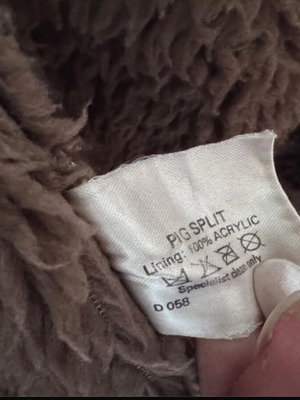 PIG SPLIT
Lining: 100% ACRYLIC
Specialist clean only
D 058